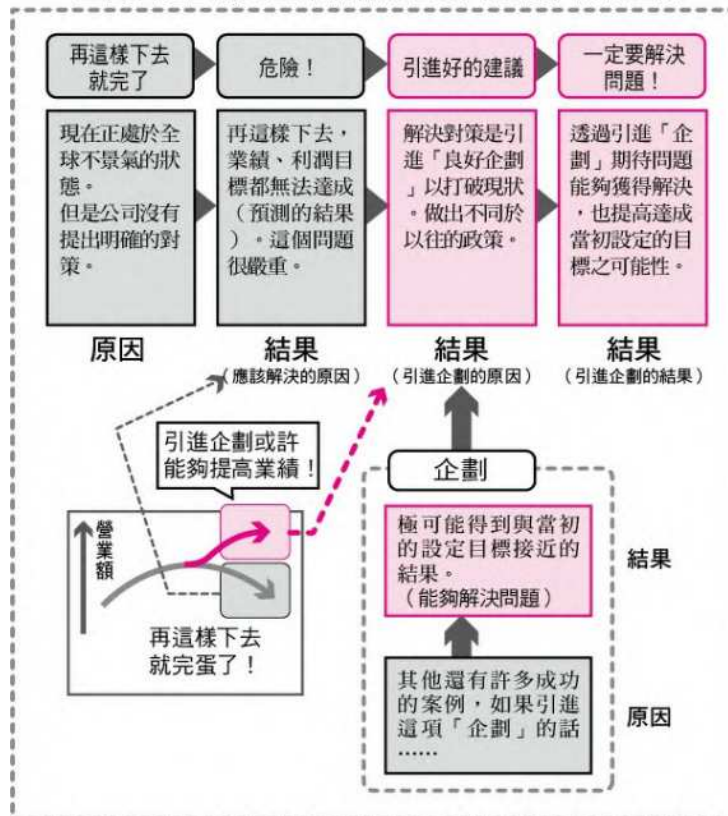 再這樣下去
就完了
危險！
引進好的建議
一定要解決
問題！
現在正處於全
球不景氣的狀
態。
但是公司沒有
提出明確的對
策。
再這樣下去，
業績、利潤目
標都無法達成
（預測的結果
）。這個問題
很嚴重。
解決對策是引
進「良好企劃
」以打破現狀
。做出不同於
以往的政策。
透過引進「企
劃」期待問題
能夠獲得解決
，也提高達成
當初設定的目
標之可能性。
原因
結果
（應該解決的原因）
結果
（引進企劃的原因）
結果
（引進企劃的結果）
引進企劃或許
能夠提高業績！
營業額
再這樣下去
就完蛋了！
企劃
極可能得到與當初
的設定目標接近的
結果。
（能夠解決問題）
結果
其他還有許多成功
的案例，如果引進
這項「企劃」的話
……
原因